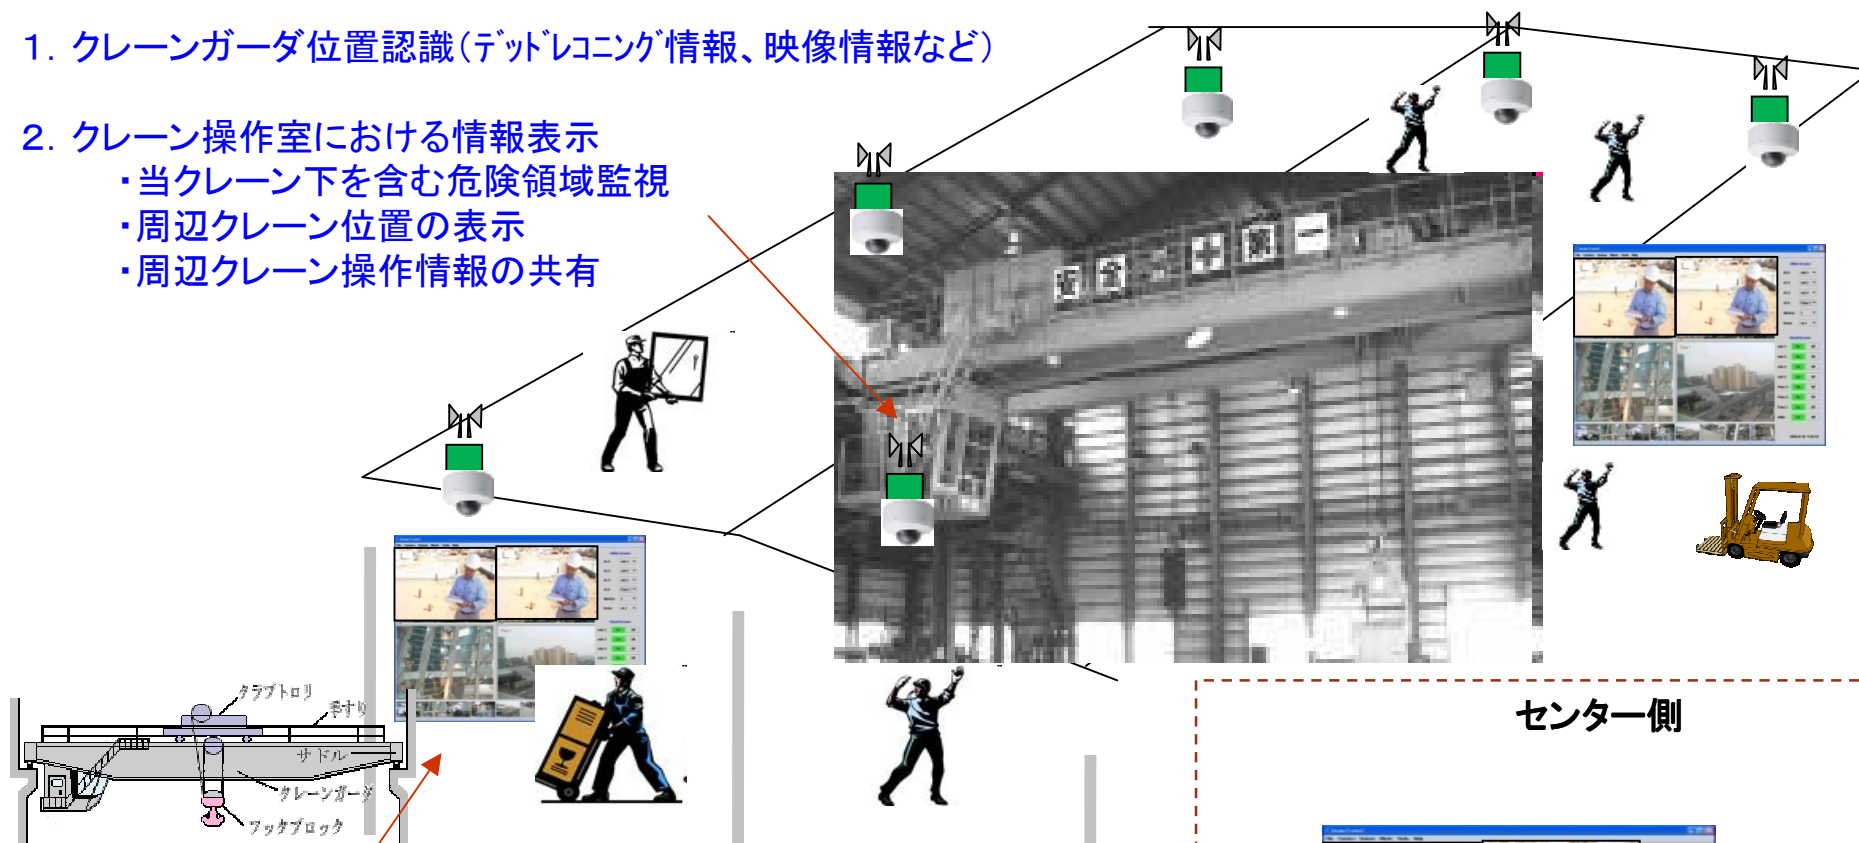 １．クレーンガーダ位置認識（ﾃﾞｯﾄﾞﾚｺﾆﾝｸﾞ情報、映像情報など）
２．クレーン操作室における情報表示
・当クレーン下を含む危険領域監視
・周辺クレーン位置の表示
・周辺クレーン操作情報の共有
クラブトロリ
手すり
サドル
クレーンガーダ
フックブロック
センター側